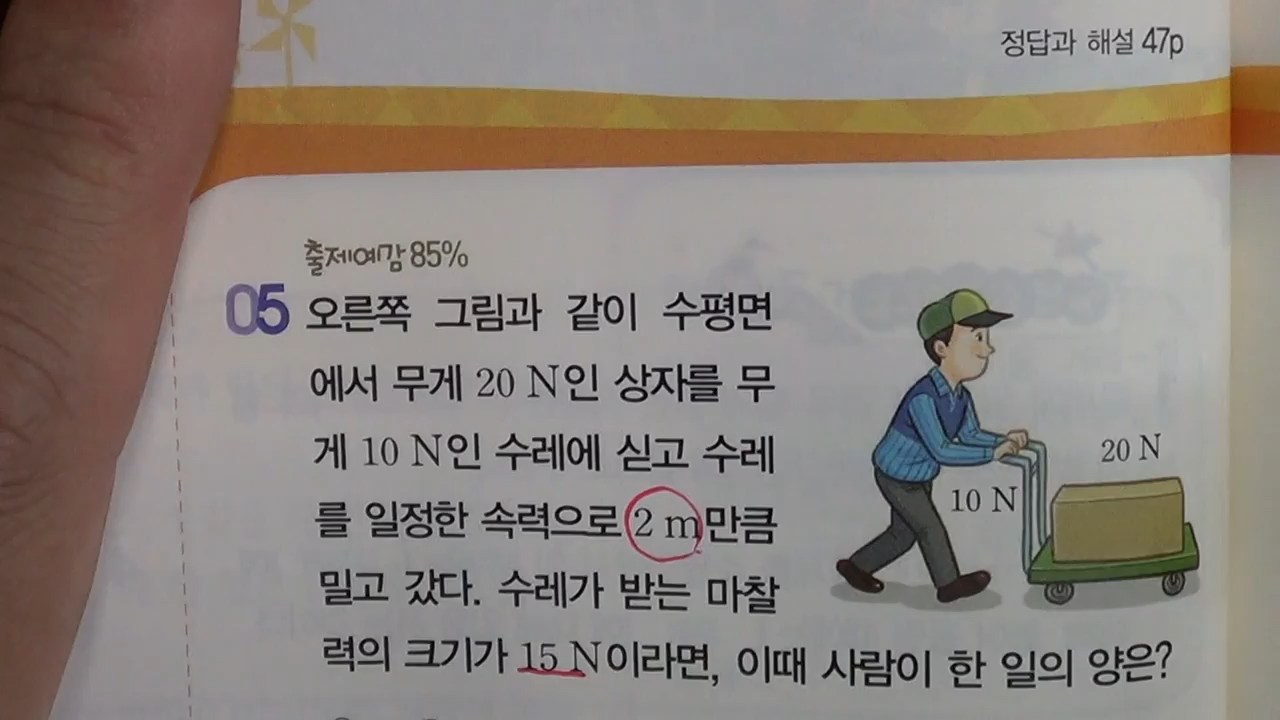 정답과 해설 47p
출제예감 85%
05 오른쪽 그림과 같이 수평면
에서 무게 20 N인 상자를 무
게 10 N인 수레에 싣고 수레
를 일정한 속력으로 2 m만큼
밀고 갔다. 수레가 받는 마찰
력의 크기가 15 N이라면, 이때 사람이 한 일의 양은?
20 N
10 N